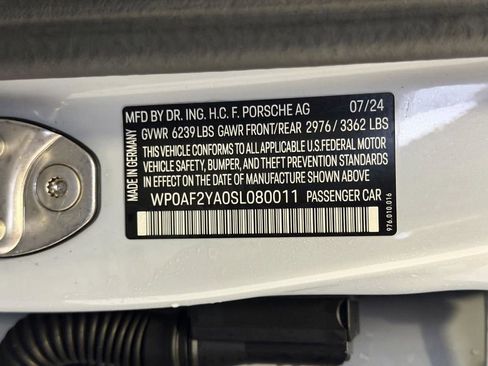 MFD BY DR. ING. H.C. F. PORSCHE AG 07/24
GVWR 6239 LBS GAWR FRONT/REAR 2976 / 3362 LBS
THIS VEHICLE CONFORMS TO ALL APPLICABLE U.S. FEDERAL MOTOR
VEHICLE SAFETY, BUMPER, AND THEFT PREVENTION STANDARDS IN
EFFECT ON THE DATE OF MANUFACTURE SHOWN ABOVE
WP0AF2YA0SL080011 PASSENGER CAR
MADE IN GERMANY
976.010.016